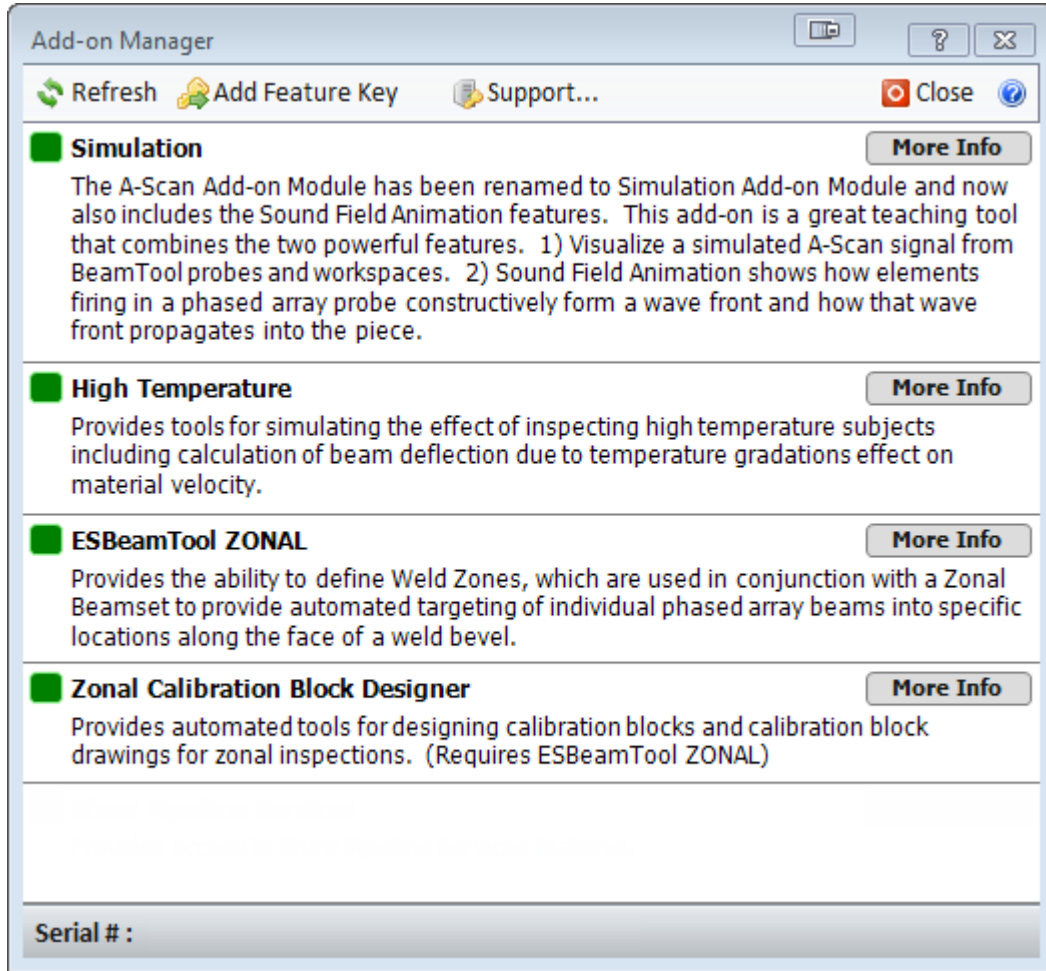 Add-on Manager
Refresh Add Feature Key Support... Close
Simulation More Info
The A-Scan Add-on Module has been renamed to Simulation Add-on Module and now
also includes the Sound Field Animation features. This add-on is a great teaching tool
that combines the two powerful features. 1) Visualize a simulated A-Scan signal from
BeamTool probes and workspaces. 2) Sound Field Animation shows how elements
firing in a phased array probe constructively form a wave front and how that wave
front propagates into the piece.
High Temperature More Info
Provides tools for simulating the effect of inspecting high temperature subjects
including calculation of beam deflection due to temperature gradations effect on
material velocity.
ESBeamTool ZONAL More Info
Provides the ability to define Weld Zones, which are used in conjunction with a Zonal
Beamset to provide automated targeting of individual phased array beams into specific
locations along the face of a weld bevel.
Zonal Calibration Block Designer More Info
Provides automated tools for designing calibration blocks and calibration block
drawings for zonal inspections. (Requires ESBeamTool ZONAL)
Serial # :